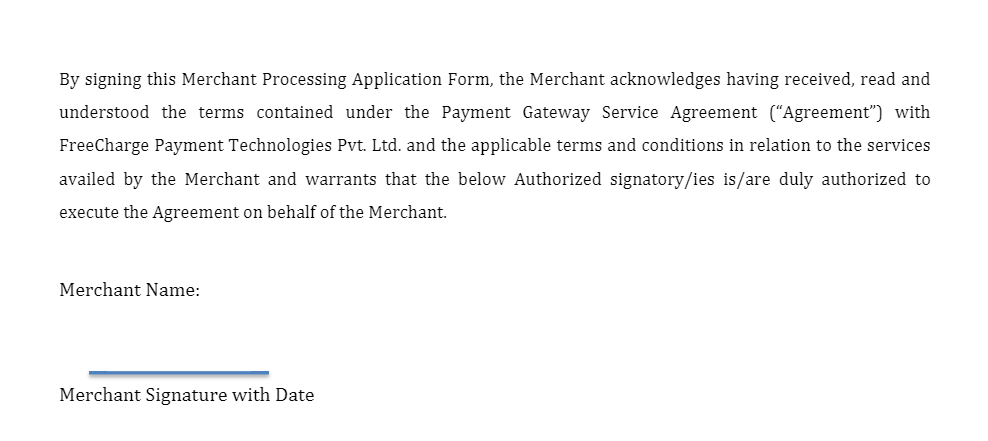 By signing this Merchant Processing Application Form, the Merchant acknowledges having received, read and
understood the terms contained under the Payment Gateway Service Agreement (“Agreement”) with
FreeCharge Payment Technologies Pvt. Ltd. and the applicable terms and conditions in relation to the services
availed by the Merchant and warrants that the below Authorized signatory/ies is/are duly authorized to
execute the Agreement on behalf of the Merchant.
Merchant Name:
Merchant Signature with Date